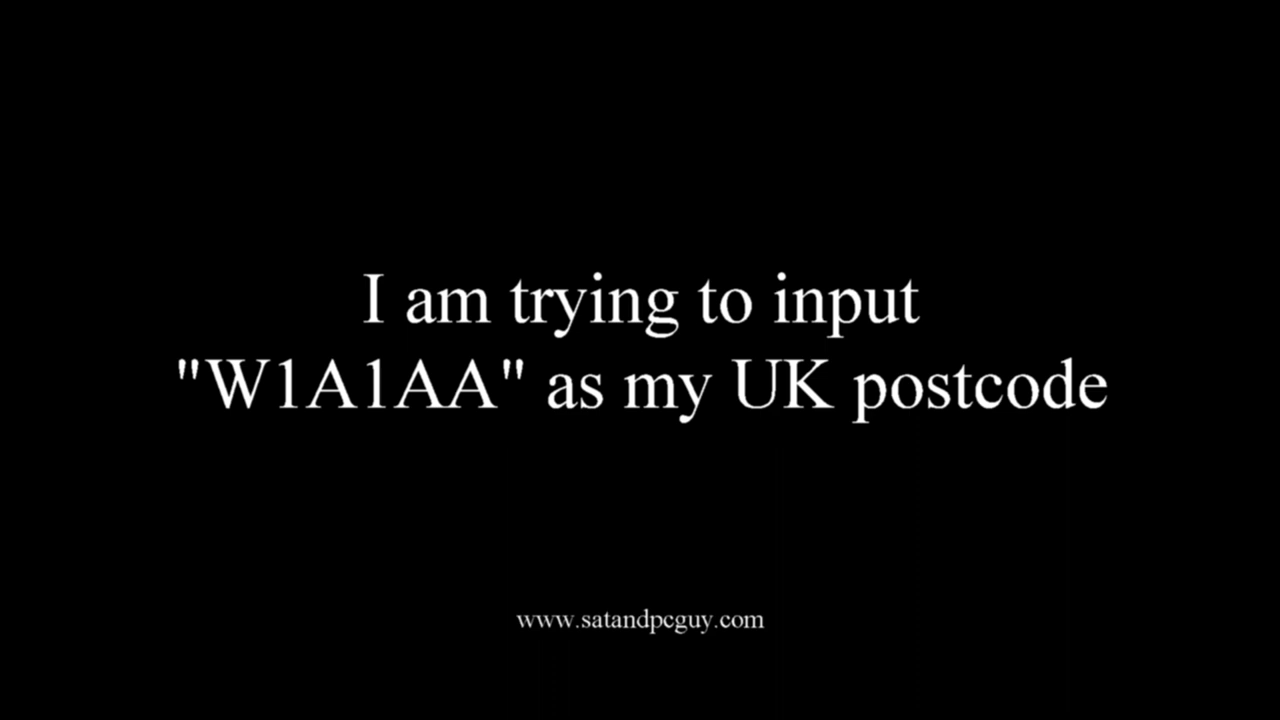 I am trying to input
"W1A1AA" as my UK postcode
www.satandpcguy.com